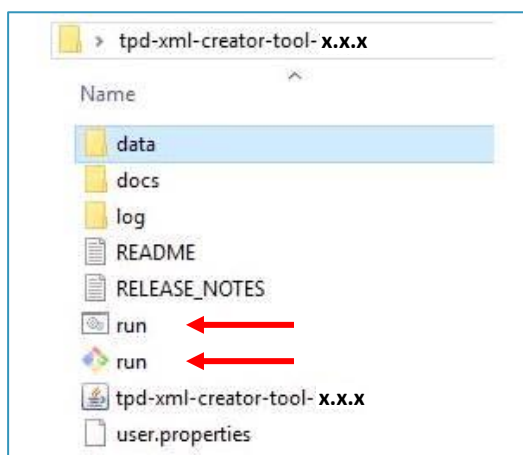 > tpd-xml-creator-tool- x.x.x
Name
data
docs
log
README
RELEASE_NOTES
run
run
tpd-xml-creator-tool- x.x.x
user.properties